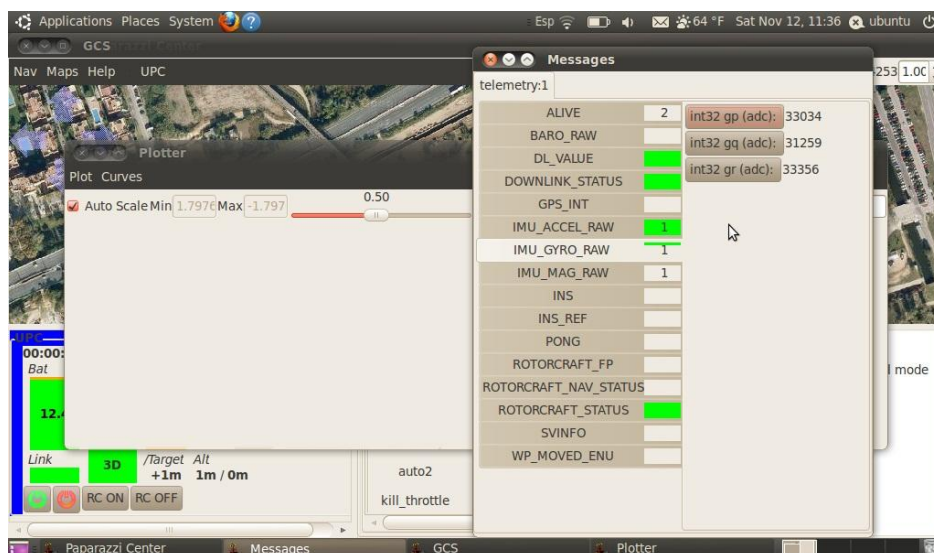 Applications Places System
Esp
64 °F Sat Nov 12, 11:36 ubuntu
GCS
Paparazzi Center
Nav Maps Help UPC
253 1.00
Plotter
Plot Curves
Auto Scale Min 1.7976 Max -1.797 0.50
Messages
telemetry:1
ALIVE 2
BARO_RAW
DL_VALUE
DOWNLINK_STATUS
GPS_INT
IMU_ACCEL_RAW 1
IMU_GYRO_RAW 1
IMU_MAG_RAW 1
INS
INS_REF
PONG
ROTORCRAFT_FP
ROTORCRAFT_NAV_STATUS
ROTORCRAFT_STATUS
SVINFO
WP_MOVED_ENU
int32 gp (adc): 33034
int32 gq (adc): 31259
int32 gr (adc): 33356
UPC
00:00:
Bat
12.
Link
3D
/Target Alt
+1m 1m / 0m
RC ON RC OFF
auto2
kill_throttle
mode
Paparazzi Center Messages GCS Plotter